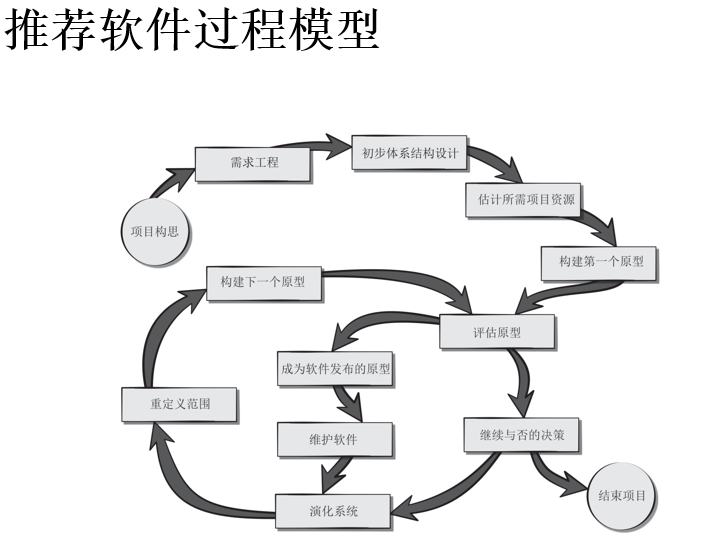 推荐软件过程模型
需求工程
初步体系结构设计
估计所需项目资源
项目构思
构建第一个原型
构建下一个原型
评估原型
成为软件发布的原型
重定义范围
维护软件
继续与否的决策
结束项目
演化系统